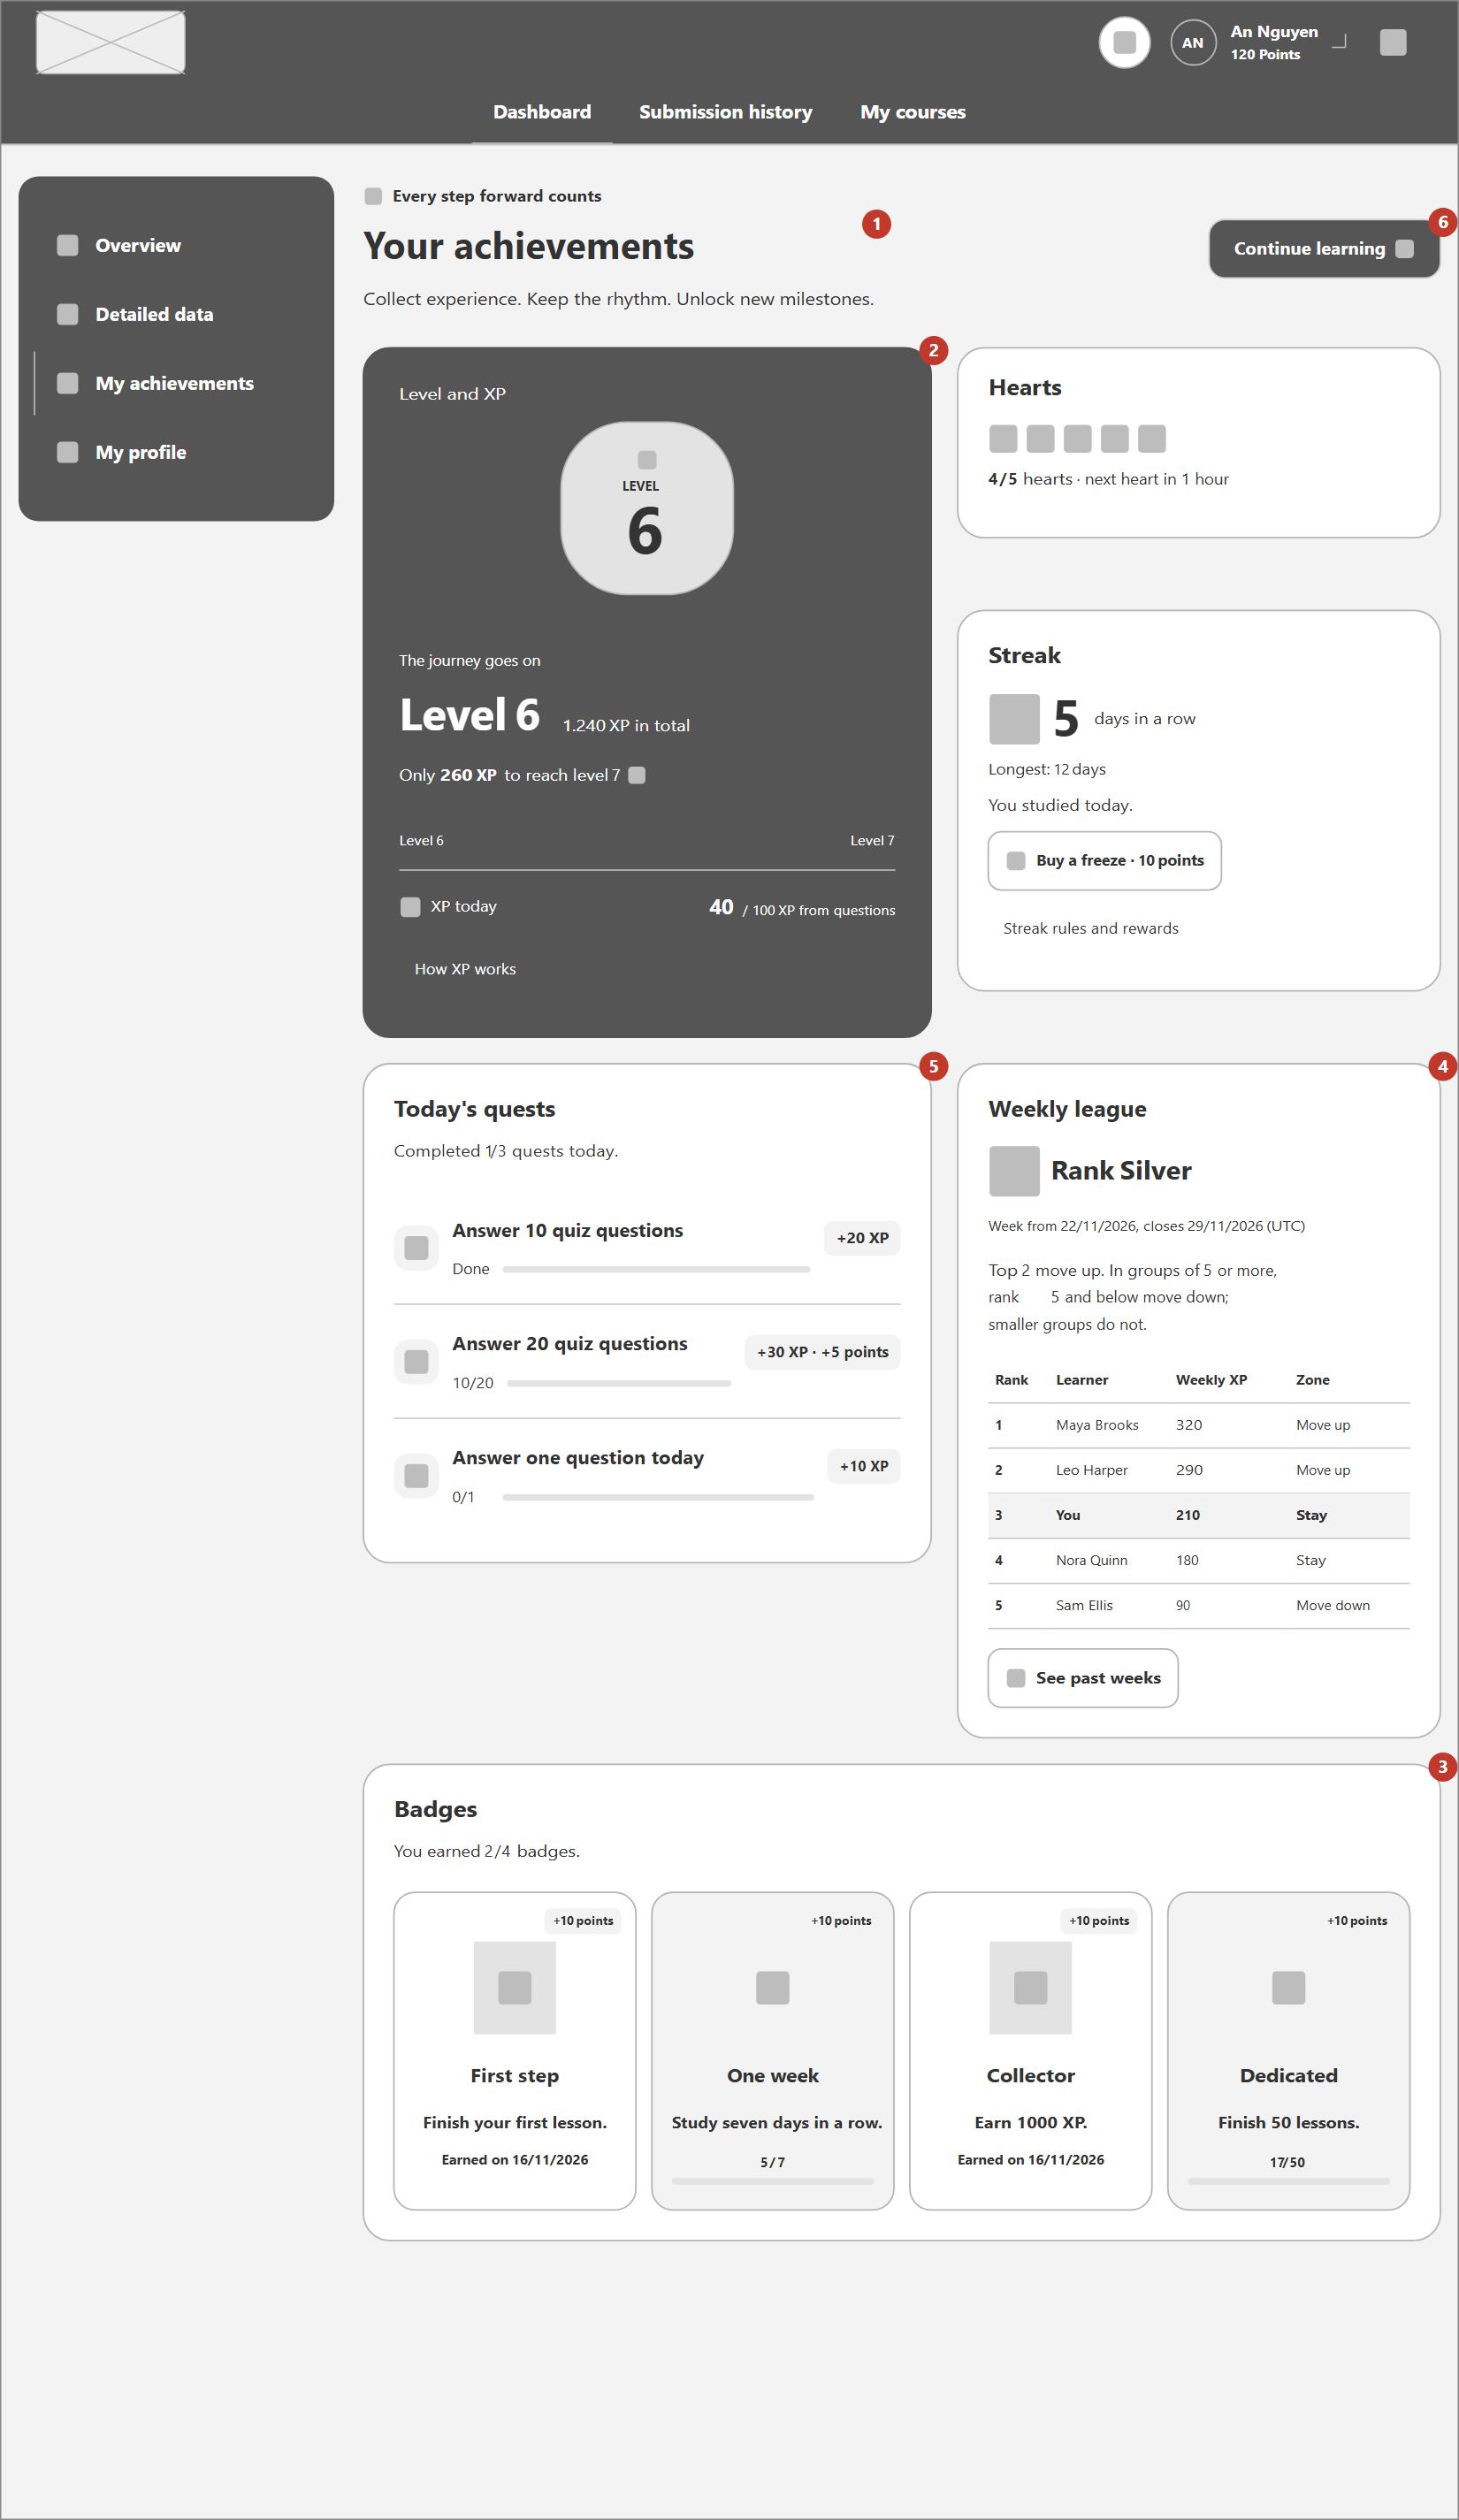 AN
An Nguyen
120 Points
Dashboard
Submission history
My courses
Overview
Detailed data
My achievements
My profile
Every step forward counts
Your achievements
1
Collect experience. Keep the rhythm. Unlock new milestones.
Continue learning
6
2
Level and XP
LEVEL
6
The journey goes on
Level 6 1.240 XP in total
Only 260 XP to reach level 7
Level 6 Level 7
XP today 40 / 100 XP from questions
How XP works
Hearts
4/5 hearts · next heart in 1 hour
Streak
5 days in a row
Longest: 12 days
You studied today.
Buy a freeze · 10 points
Streak rules and rewards
5
Today's quests
Completed 1/3 quests today.
Answer 10 quiz questions
+20 XP
Done
Answer 20 quiz questions
+30 XP · +5 points
10/20
Answer one question today
+10 XP
0/1
4
Weekly league
Rank Silver
Week from 22/11/2026, closes 29/11/2026 (UTC)
Top 2 move up. In groups of 5 or more,
rank 5 and below move down;
smaller groups do not.
Rank Learner Weekly XP Zone
1 Maya Brooks 320 Move up
2 Leo Harper 290 Move up
3 You 210 Stay
4 Nora Quinn 180 Stay
5 Sam Ellis 90 Move down
See past weeks
3
Badges
You earned 2/4 badges.
+10 points
First step
Finish your first lesson.
Earned on 16/11/2026
+10 points
One week
Study seven days in a row.
5/7
+10 points
Collector
Earn 1000 XP.
Earned on 16/11/2026
+10 points
Dedicated
Finish 50 lessons.
17/50